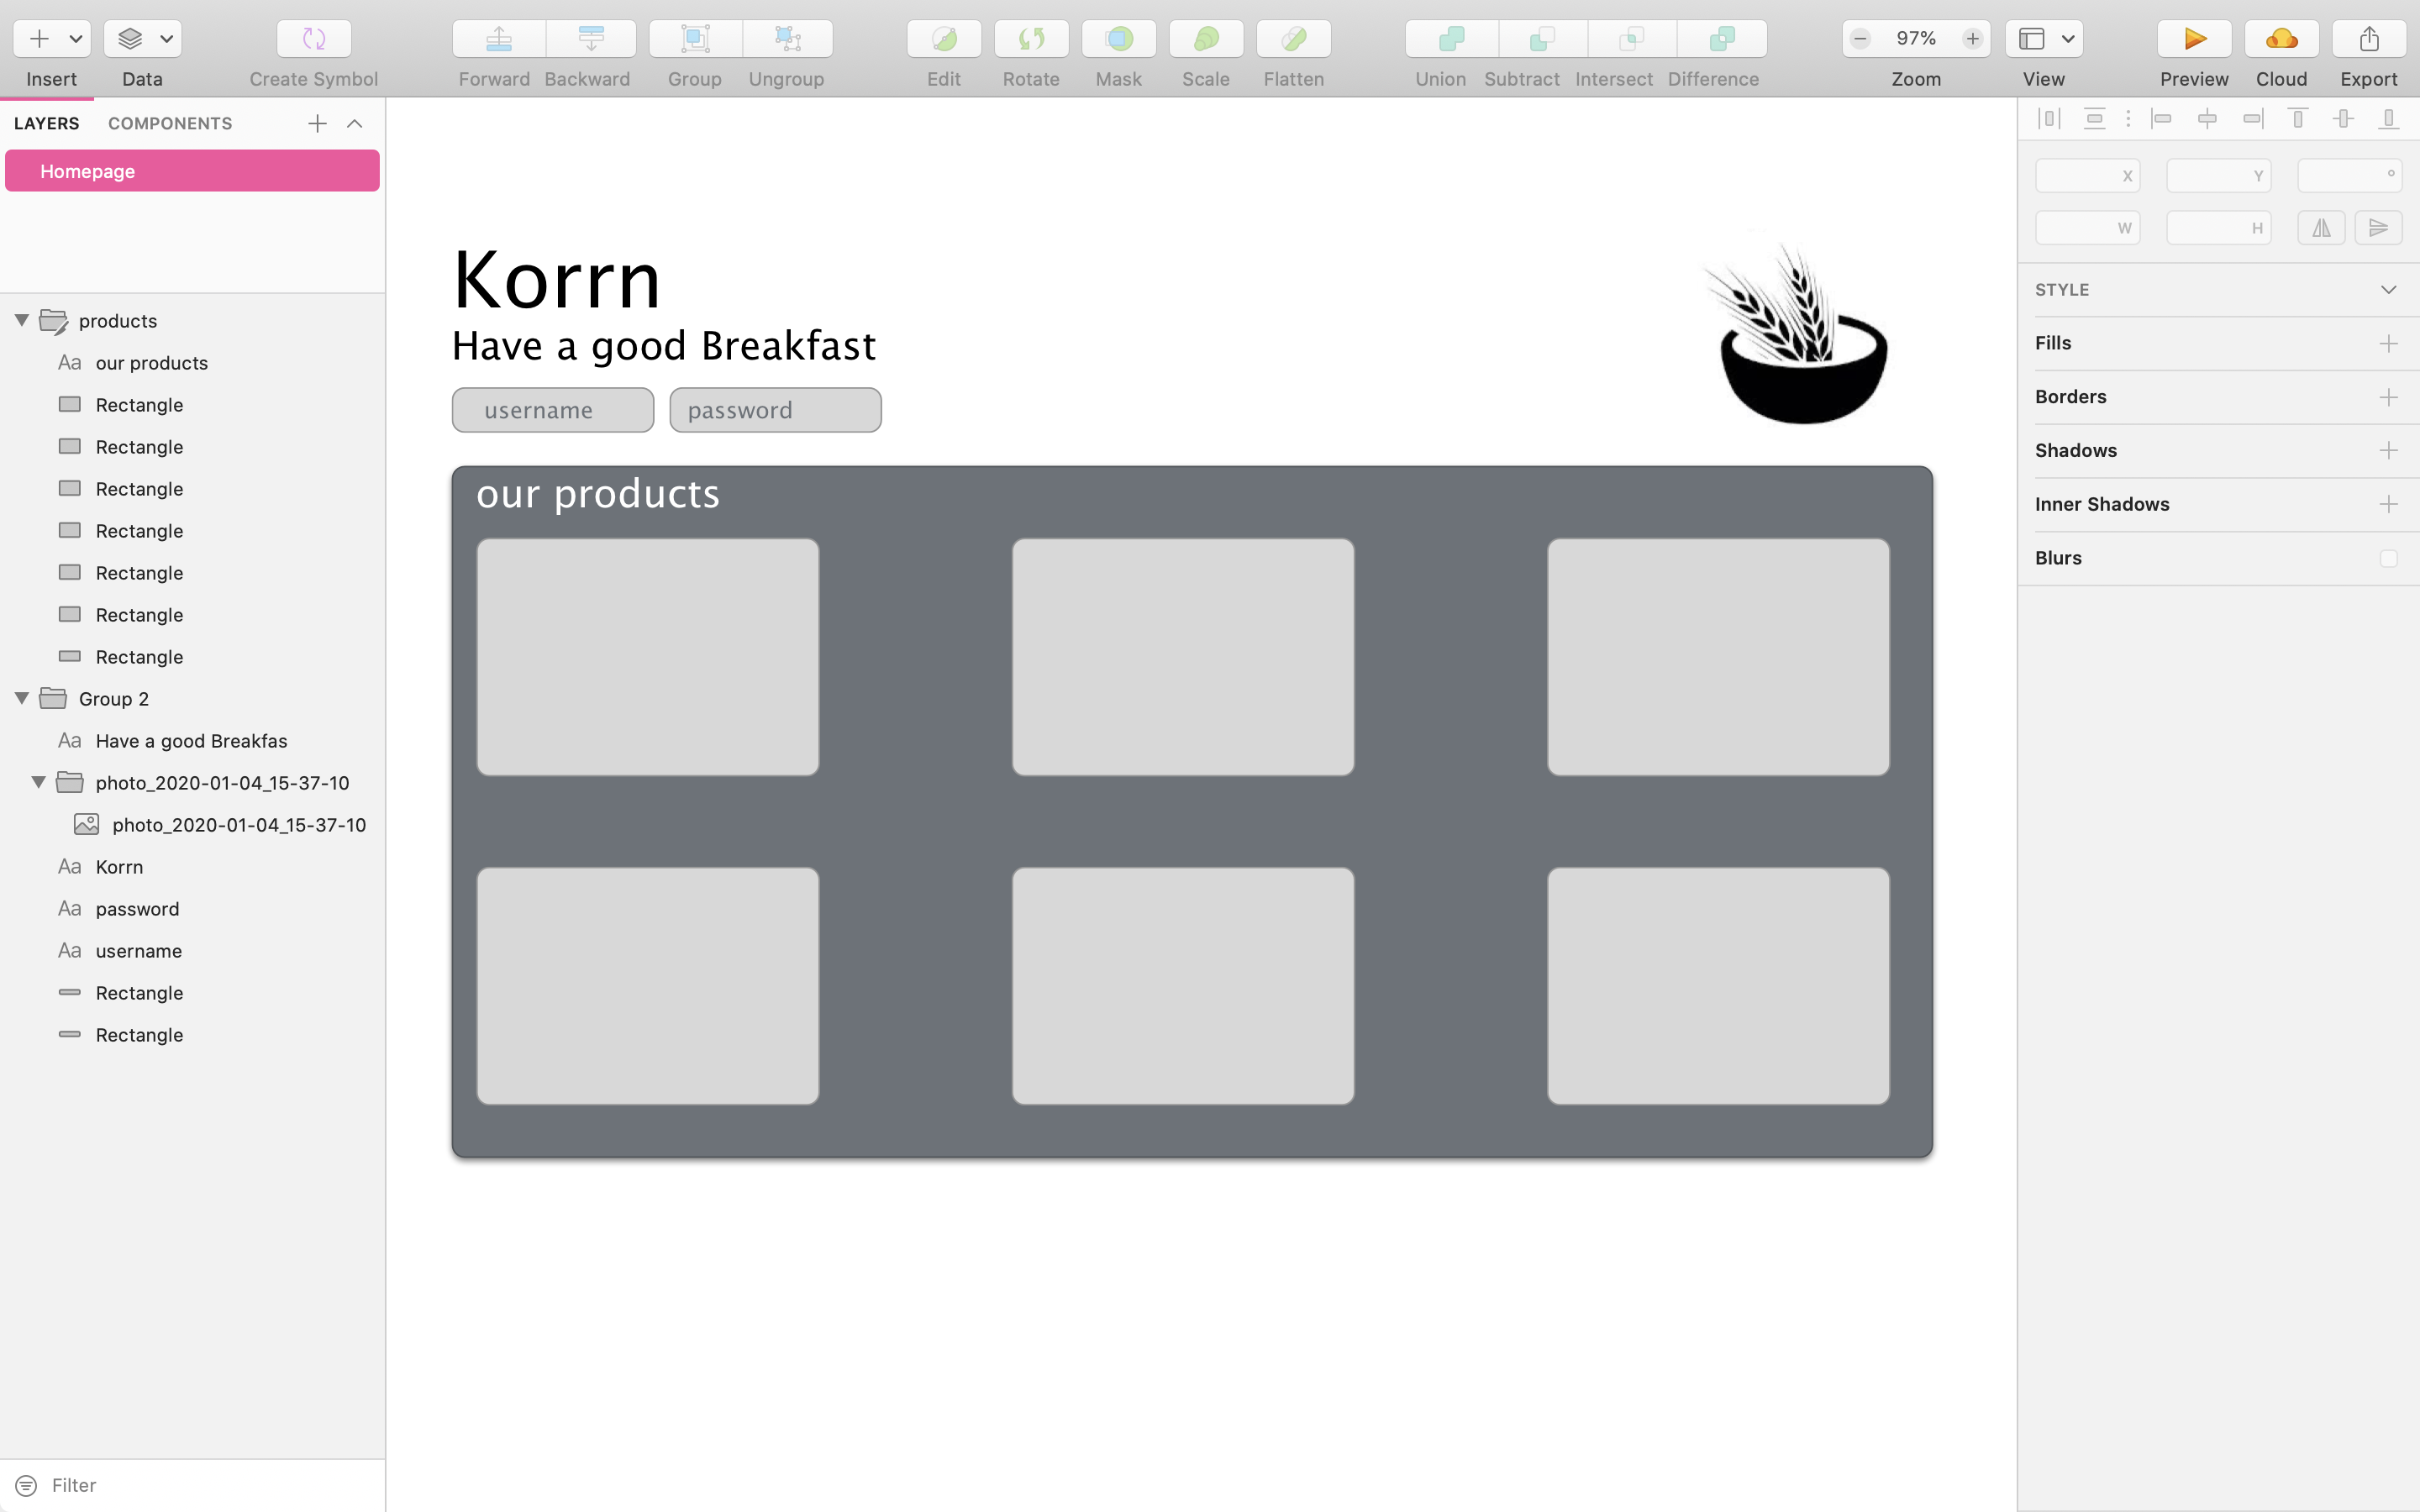 97%
Insert Data Create Symbol Forward Backward Group Ungroup Edit Rotate Mask Scale Flatten Union Subtract Intersect Difference Zoom View Preview Cloud Export
LAYERS COMPONENTS
Homepage
products
Aa our products
Rectangle
Rectangle
Rectangle
Rectangle
Rectangle
Rectangle
Rectangle
Group 2
Aa Have a good Breakfas
photo_2020-01-04_15-37-10
photo_2020-01-04_15-37-10
Aa Korrn
Aa password
Aa username
Rectangle
Rectangle
Filter
Korrn
Have a good Breakfast
username password
our products
X Y °
W H
STYLE
Fills
Borders
Shadows
Inner Shadows
Blurs